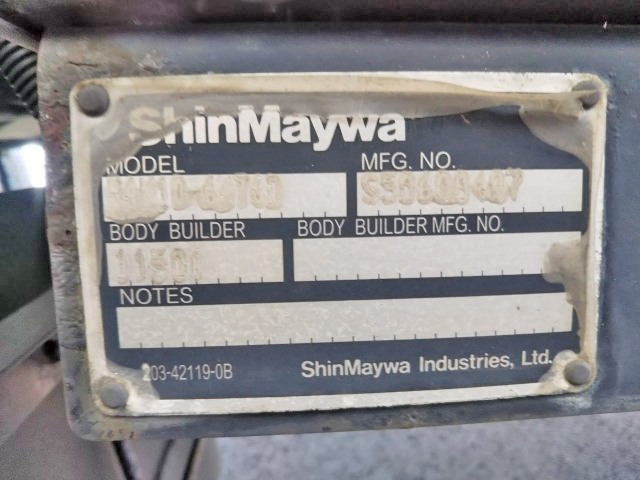 ShinMaywa
MODEL MFG. NO.
BODY BUILDER BODY BUILDER MFG. NO.
NOTES
203-42119-0B ShinMaywa Industries, Ltd.